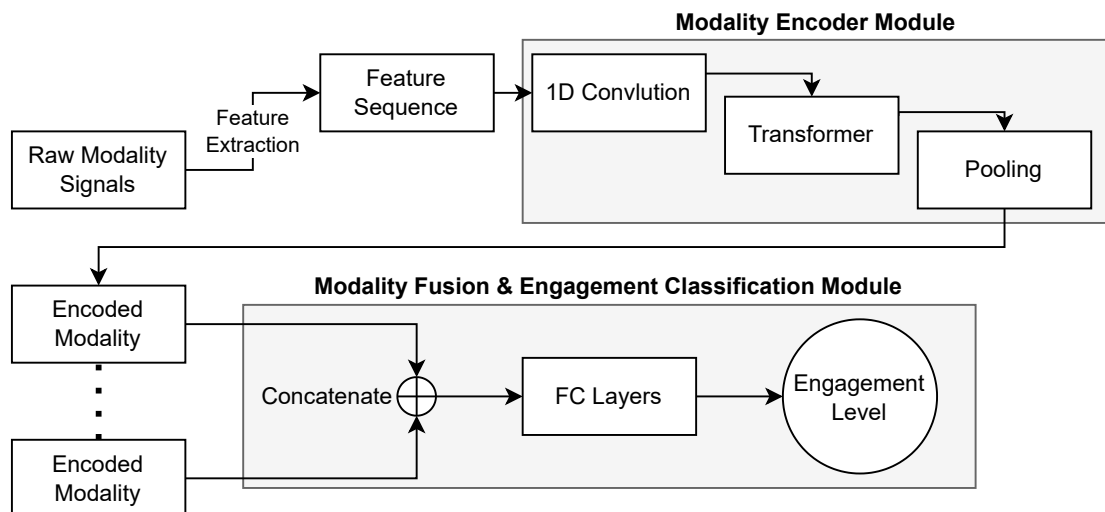 Modality Encoder Module
Feature
Sequence
1D Convlution
Transformer
Pooling
Feature
Extraction
Raw Modality
Signals
Modality Fusion & Engagement Classification Module
Encoded
Modality
Concatenate
FC Layers
Engagement
Level
Encoded
Modality